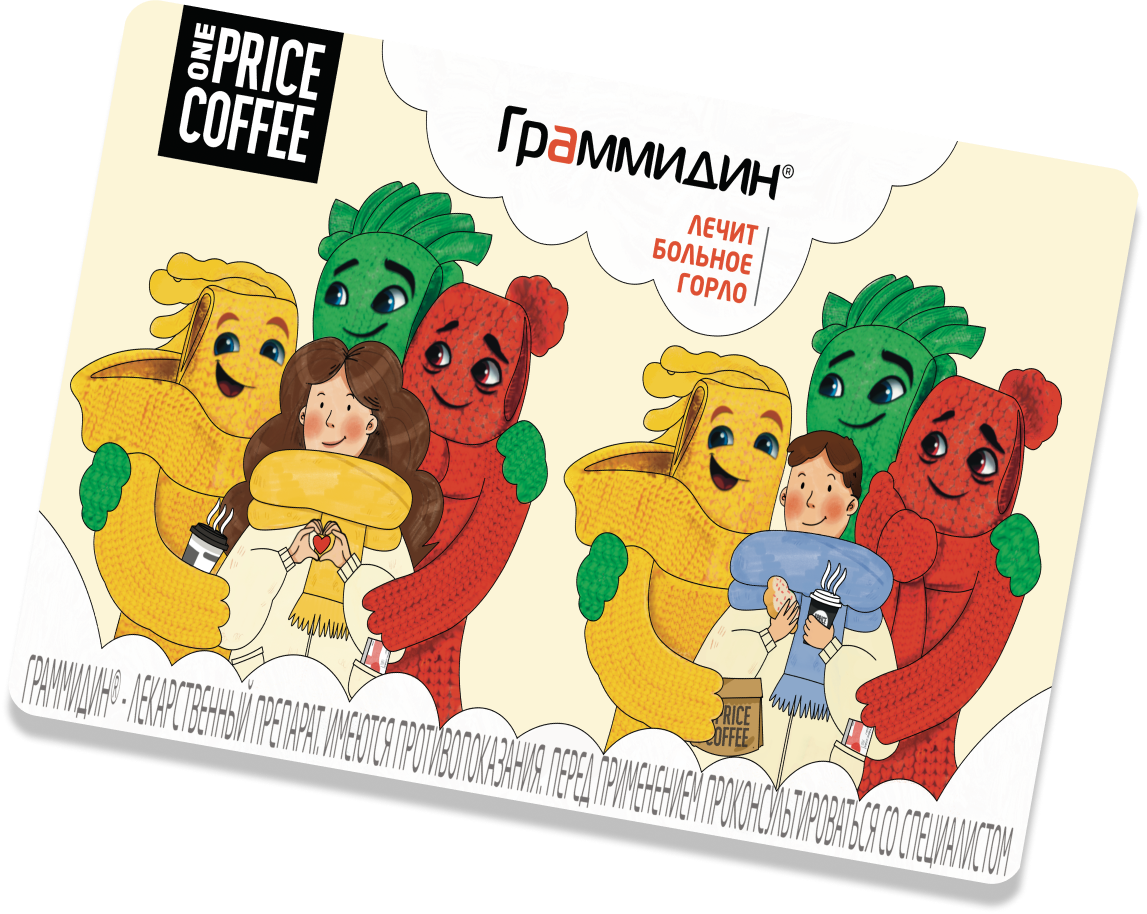 ONE PRICE
COFFEE
Граммидин®
ЛЕЧИТ
БОЛЬНОЕ
ГОРЛО
PRICE
COFFEE
ГРАММИДИН® - ЛЕКАРСТВЕННЫЙ ПРЕПАРАТ. ИМЕЮТСЯ ПРОТИВОПОКАЗАНИЯ. ПЕРЕД ПРИМЕНЕНИЕМ ПРОКОНСУЛЬТИРОВАТЬСЯ СО СПЕЦИАЛИСТОМ